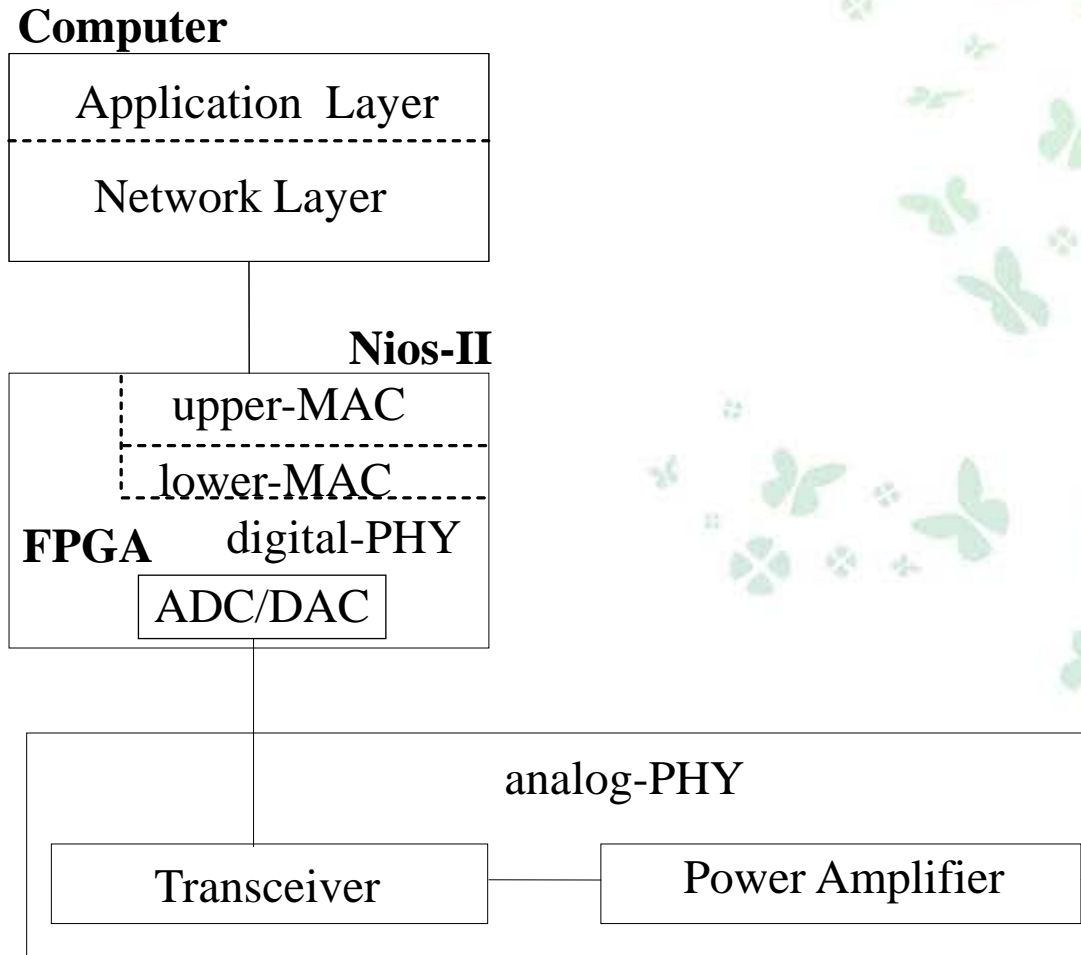 Computer
Application Layer
Network Layer
Nios-II
upper-MAC
lower-MAC
digital-PHY
FPGA
ADC/DAC
analog-PHY
Transceiver
Power Amplifier